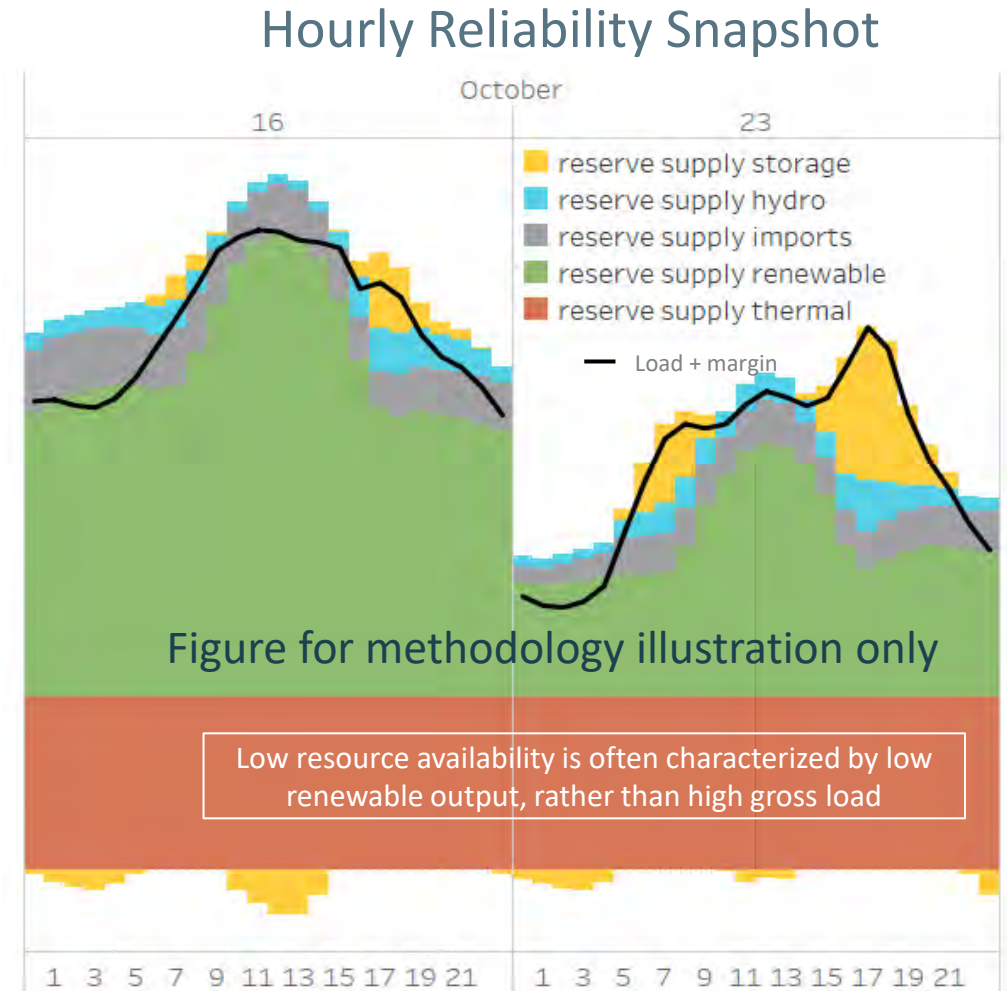 Hourly Reliability Snapshot
October
16
23
reserve supply storage
reserve supply hydro
reserve supply imports
reserve supply renewable
reserve supply thermal
Load + margin
Figure for methodology illustration only
Low resource availability is often characterized by low
renewable output, rather than high gross load
1 3 5 7 9 11 13 15 17 19 21 1 3 5 7 9 11 13 15 17 19 21